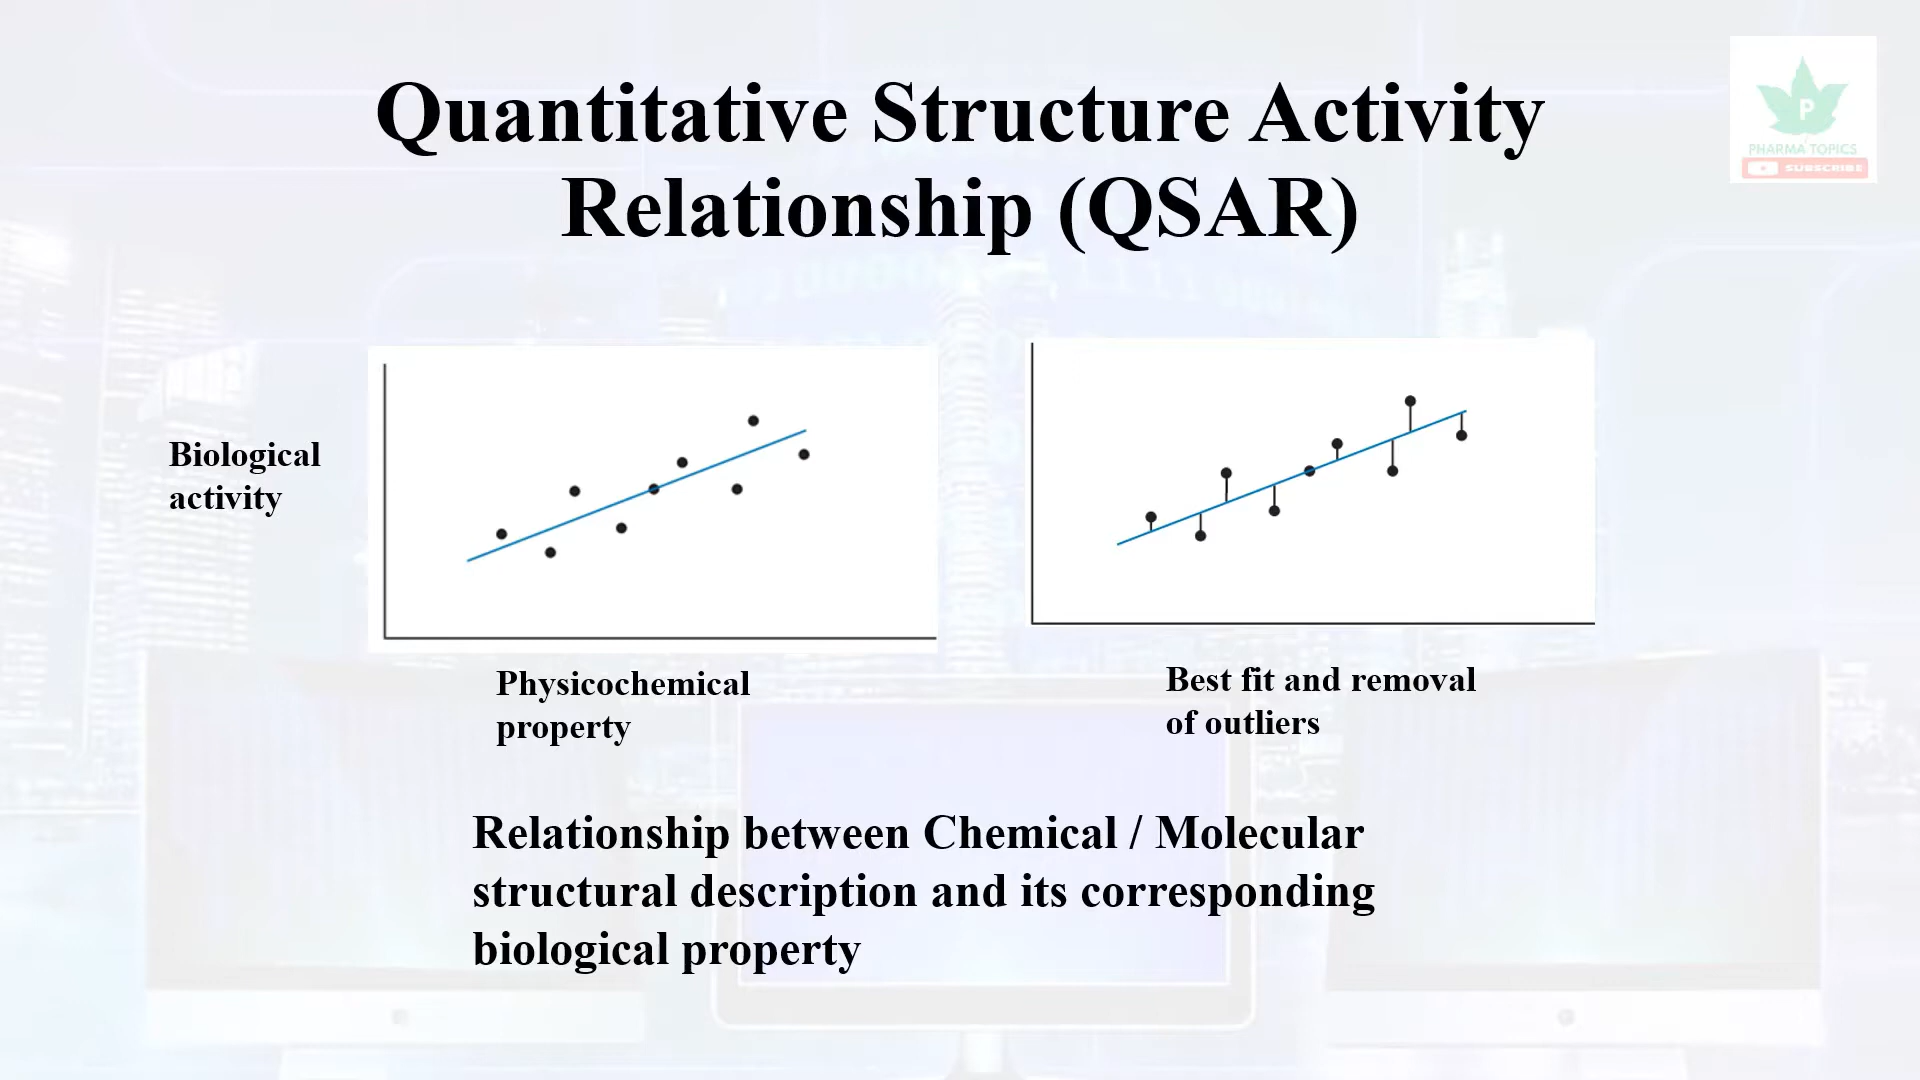 Quantitative Structure Activity
Relationship (QSAR)
P
PHARMA TOPICS
SUBSCRIBE
Biological
activity
Physicochemical
property
Best fit and removal
of outliers
Relationship between Chemical / Molecular
structural description and its corresponding
biological property